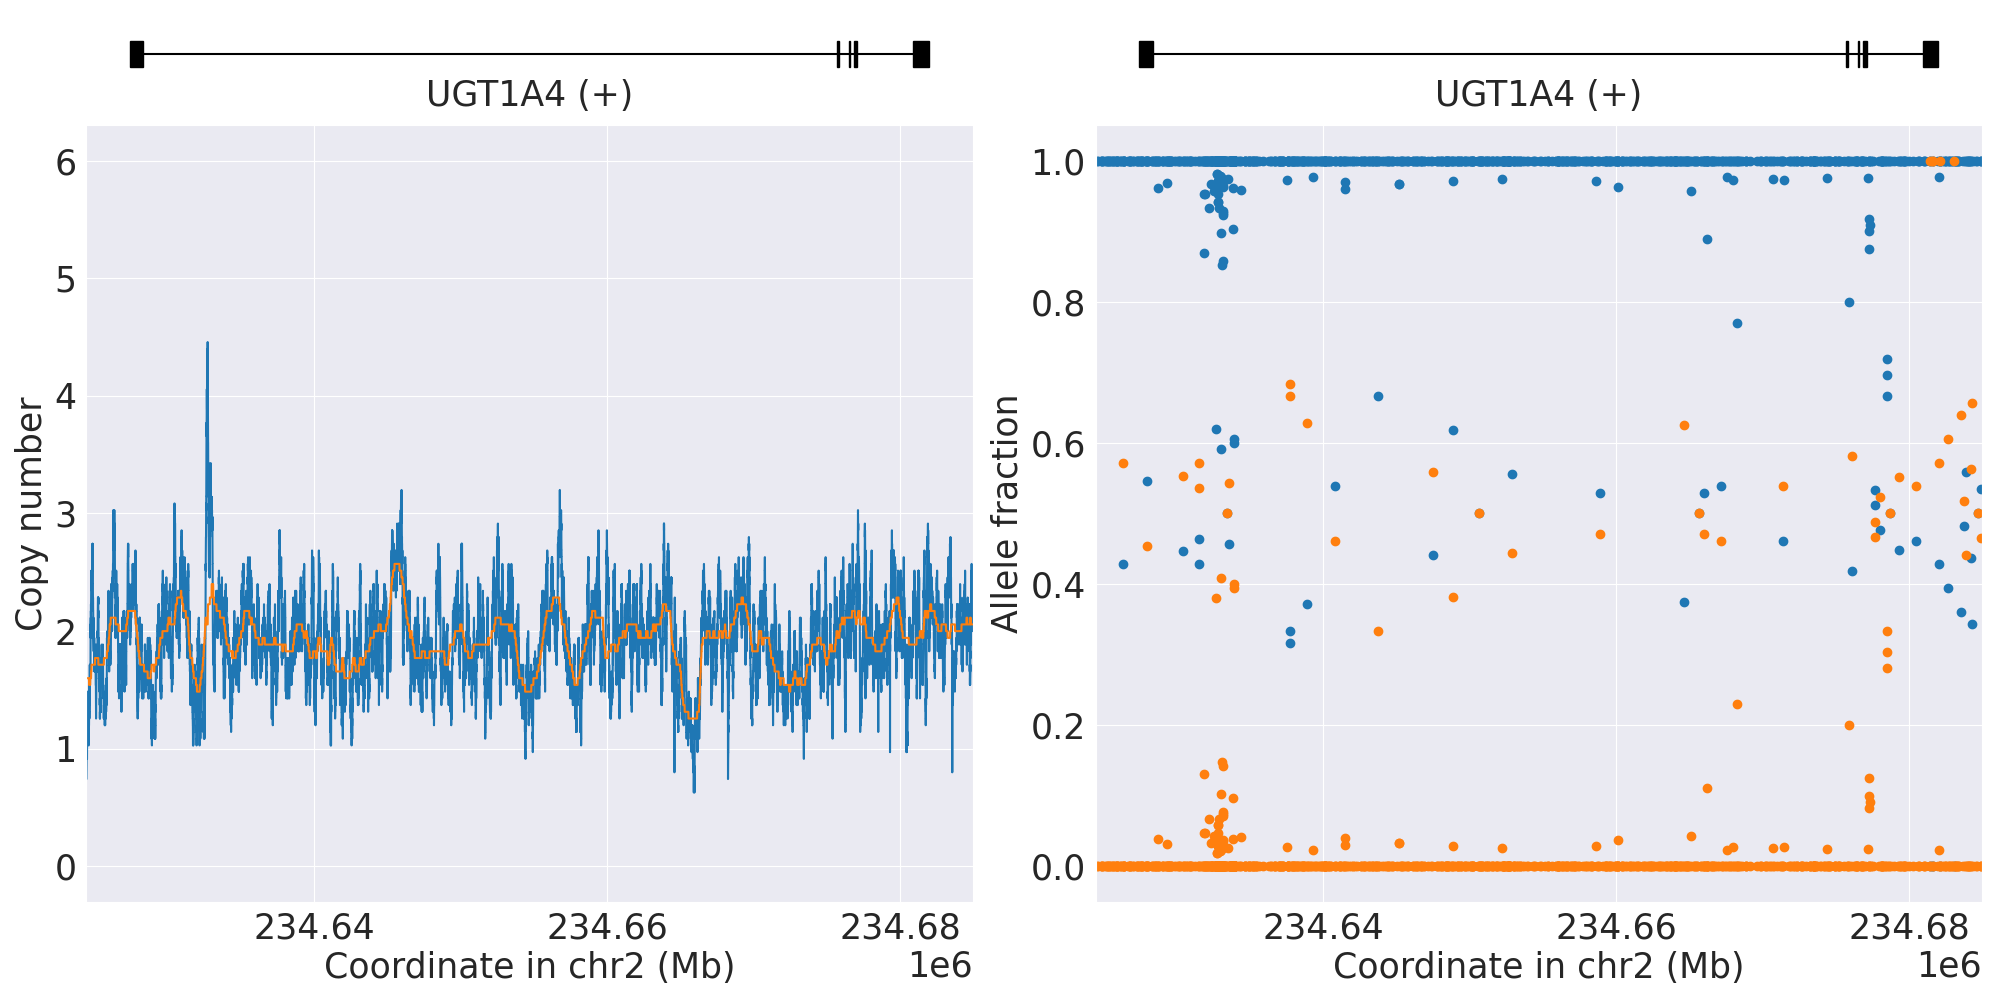 UGT1A4 (+)
6
5
4
3
2
1
0
Copy number
234.64
234.66
234.68
Coordinate in chr2 (Mb)
1e6
UGT1A4 (+)
1.0
0.8
0.6
0.4
0.2
0.0
Allele fraction
234.64
234.66
234.68
Coordinate in chr2 (Mb)
1e6